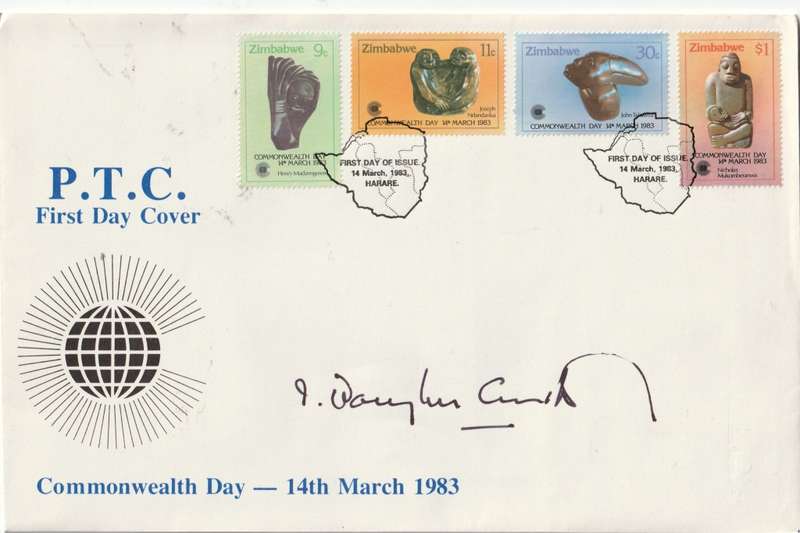 Zimbabwe 9c
COMMONWEALTH DAY
14th MARCH 1983
Zimbabwe 11c
Joseph
Ndandarika
COMMONWEALTH DAY 14th MARCH 1983
Zimbabwe 30c
COMMONWEALTH DAY 14th MARCH 1983
Zimbabwe $1
COMMONWEALTH DAY
14th MARCH 1983
Nicholas
Mukomberanwa
FIRST DAY OF ISSUE
14 March, 1983,
HARARE.
FIRST DAY OF ISSUE
14 March, 1983,
HARARE.
P.T.C.
First Day Cover
I. Douglas Smith
Commonwealth Day — 14th March 1983